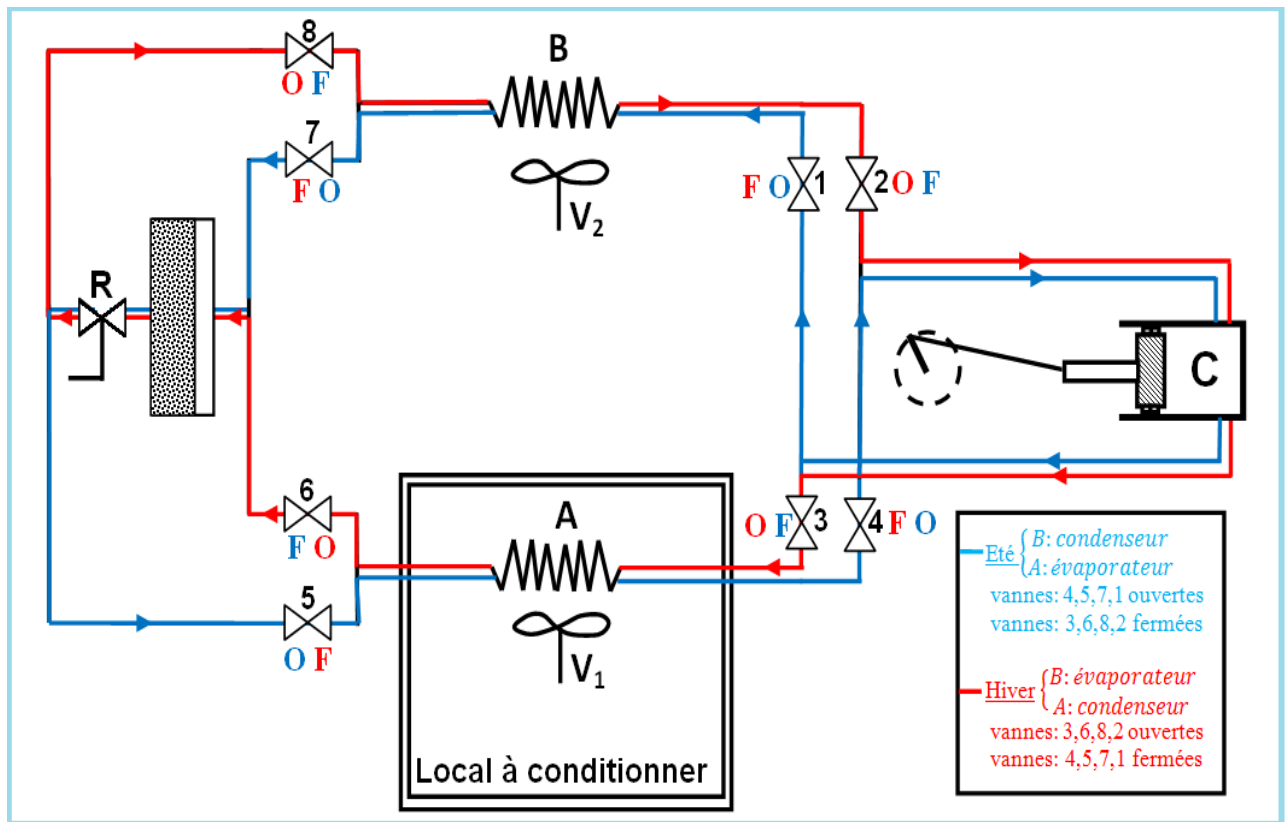 8
O F
B
7
F O
V₂
F O 1
2 O F
R
C
6
F O
A
O F 3
4 F O
5
O F
V₁
Local à conditionner
Eté { B: condenseur
A: évaporateur
vannes: 4,5,7,1 ouvertes
vannes: 3,6,8,2 fermées
Hiver { B: évaporateur
A: condenseur
vannes: 3,6,8,2 ouvertes
vannes: 4,5,7,1 fermées